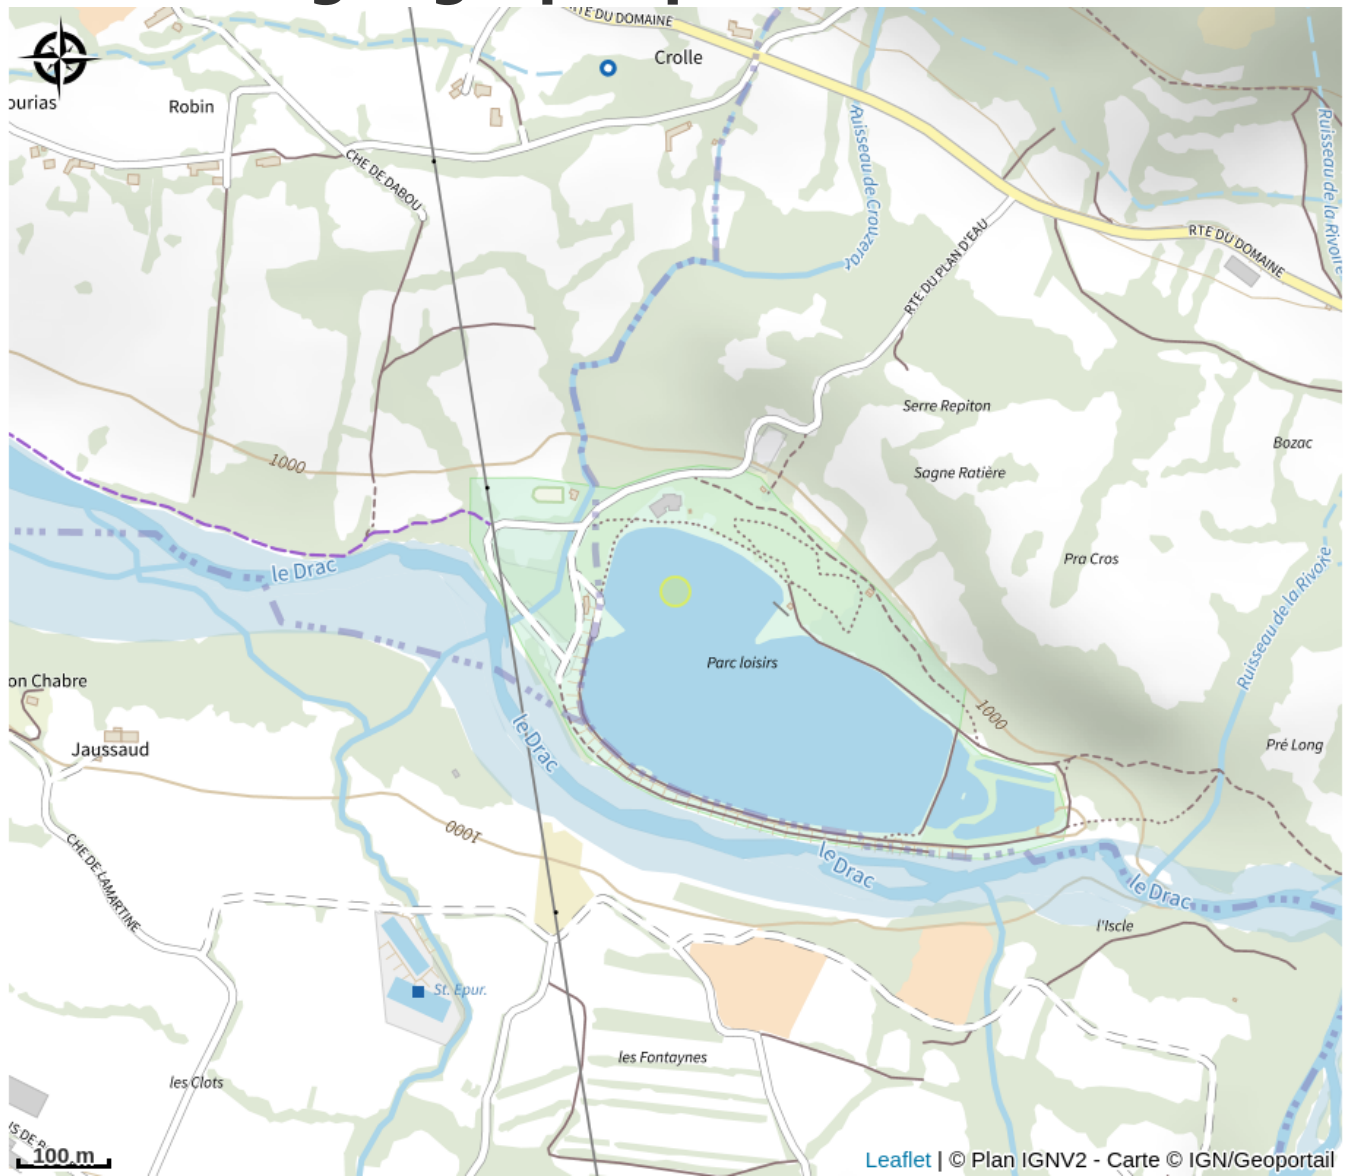 RTE DU DOMAINE
Crolle
ourias
Robin
CHE DE DABOU
Ruisseau de Crouzerol
Ruisseau de la Rivoire
RTE DU PLAN D'EAU
RTE DU DOMAINE
Serre Repiton
Bozac
1000
Sagne Ratière
Pra Cros
le Drac
Ruisseau de la Rivoire
Parc loisirs
on Chabre
1000
le Drac
Jaussaud
Pré Long
1000
CHE DE LAMARTINE
le Drac
le Drac
l'Iscle
St. Epur.
les Fontaynes
les Clots
100 m
Leaflet | © Plan IGNV2 - Carte © IGN/Geoportail